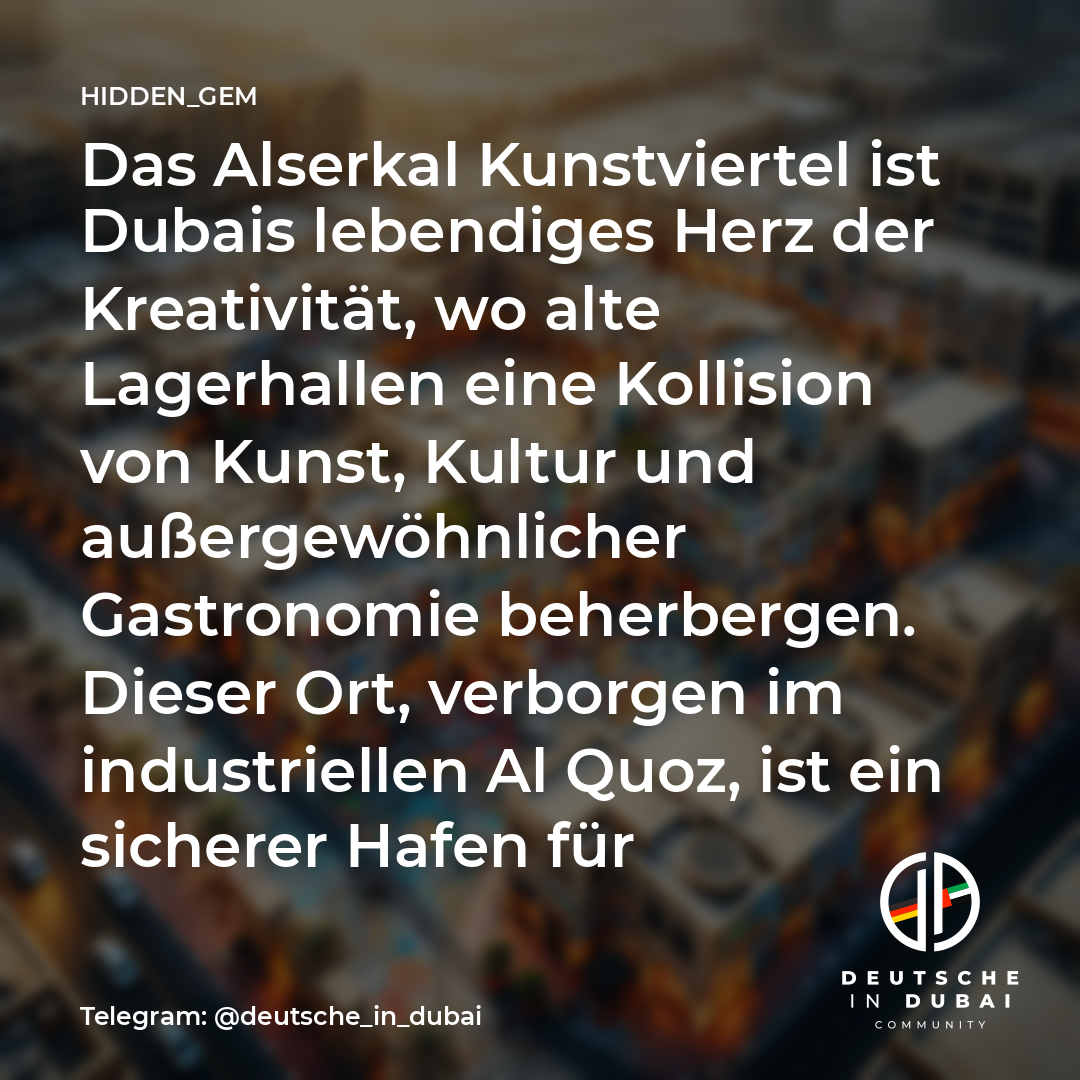 HIDDEN_GEM
Das Alserkal Kunstviertel ist
Dubais lebendiges Herz der
Kreativität, wo alte
Lagerhallen eine Kollision
von Kunst, Kultur und
außergewöhnlicher
Gastronomie beherbergen.
Dieser Ort, verborgen im
industriellen Al Quoz, ist ein
sicherer Hafen für
DEUTSCHE
IN DUBAI
COMMUNITY
Telegram: @deutsche_in_dubai